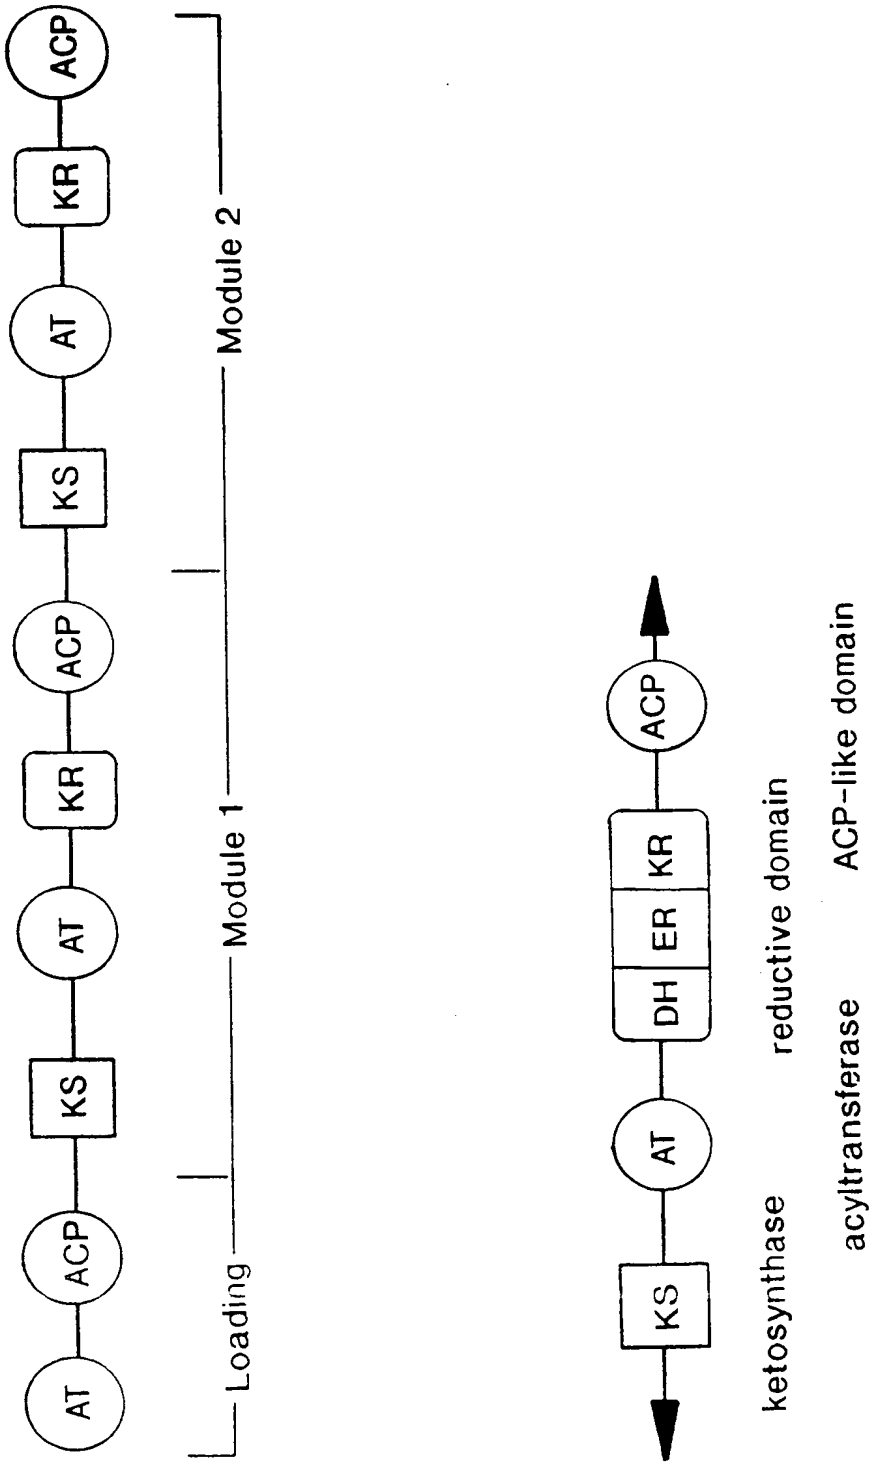 AT ACP KS AT KR ACP KS AT KR ACP
Loading Module 1 Module 2
KS AT DH ER KR ACP
ketosynthase reductive domain
acyltransferase ACP-like domain